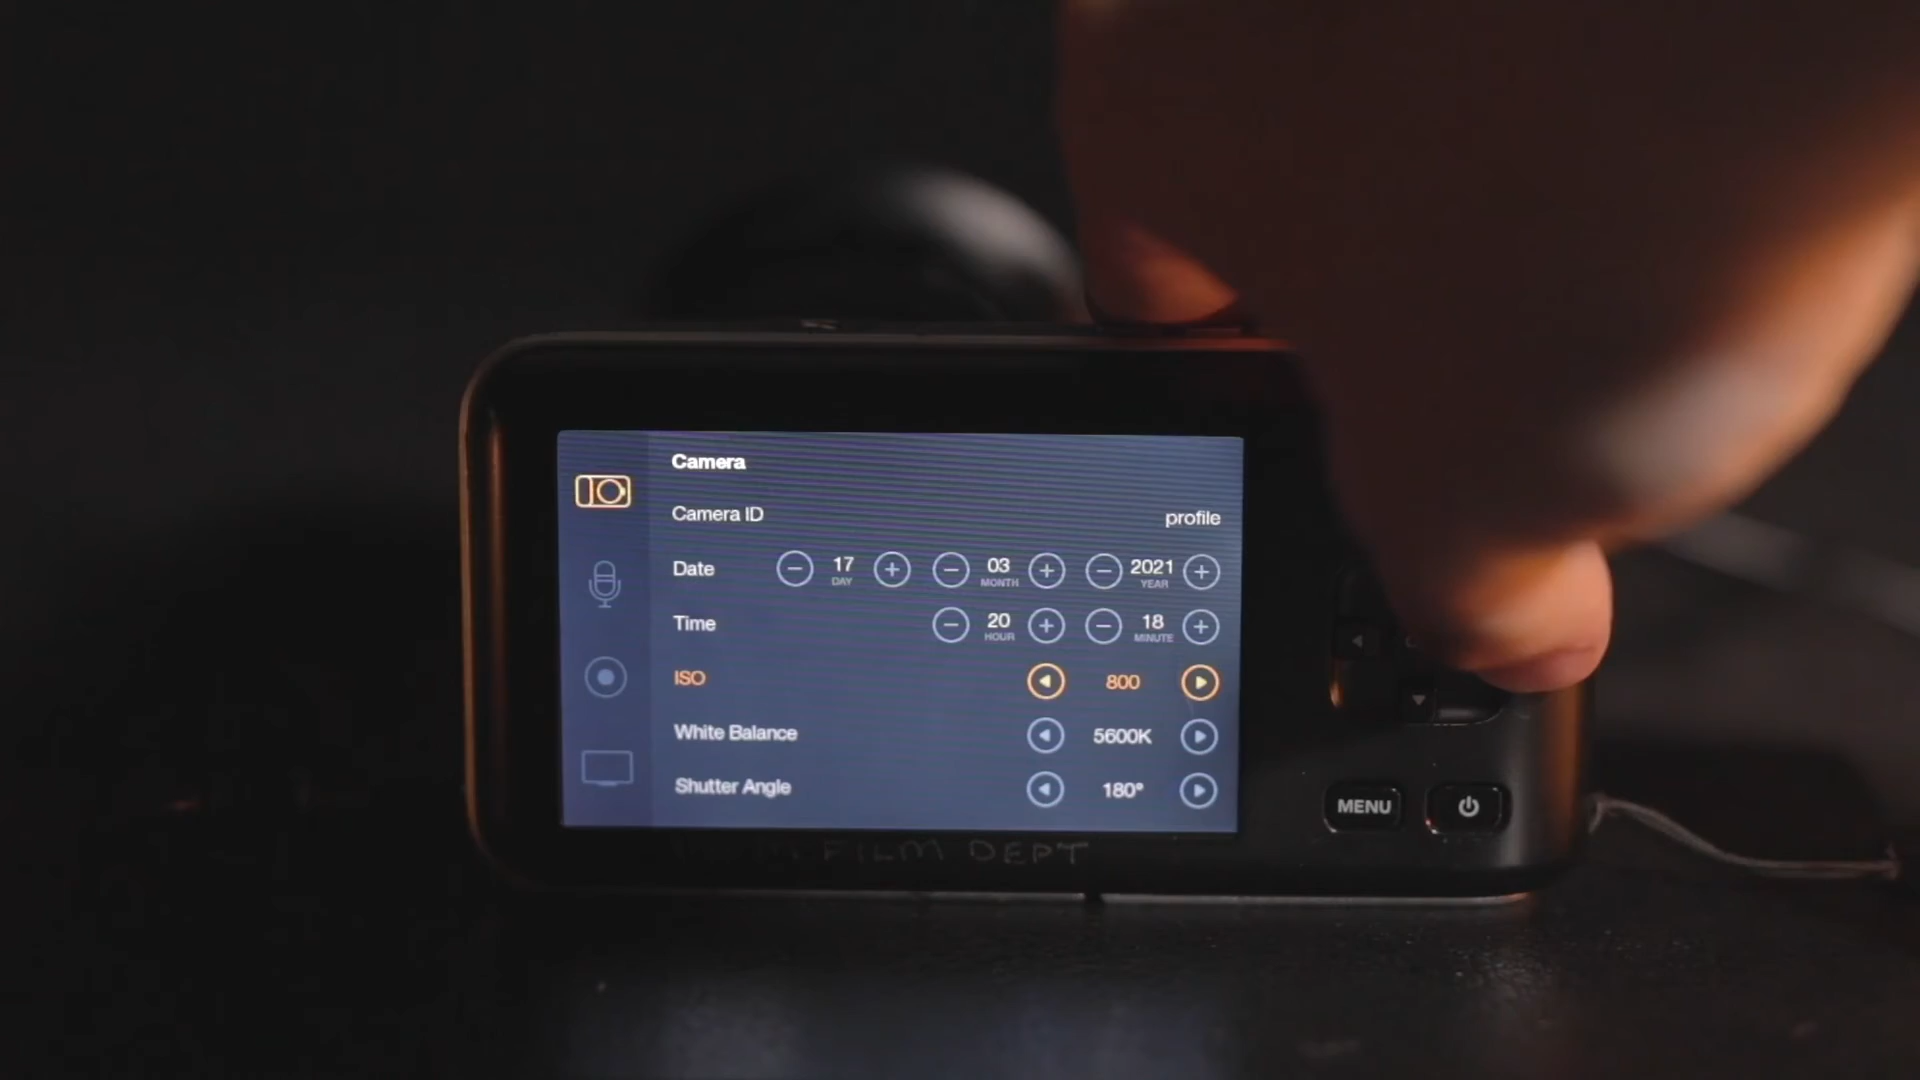 Camera
Camera ID profile
Date 17 DAY 03 MONTH 2021 YEAR
Time 20 HOUR 18 MINUTE
ISO 800
White Balance 5600K
Shutter Angle 180°
FILM DEPT
MENU